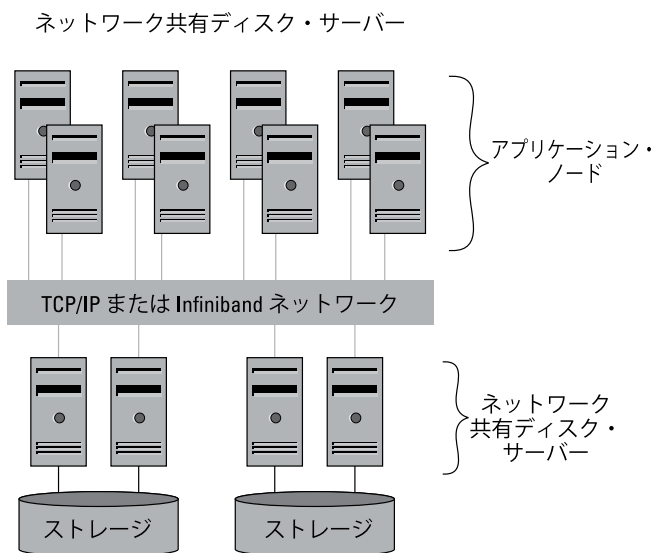 ネットワーク共有ディスク・サーバー
アプリケーション・
ノード
TCP/IP または Infiniband ネットワーク
ネットワーク
共有ディスク・
サーバー
ストレージ
ストレージ